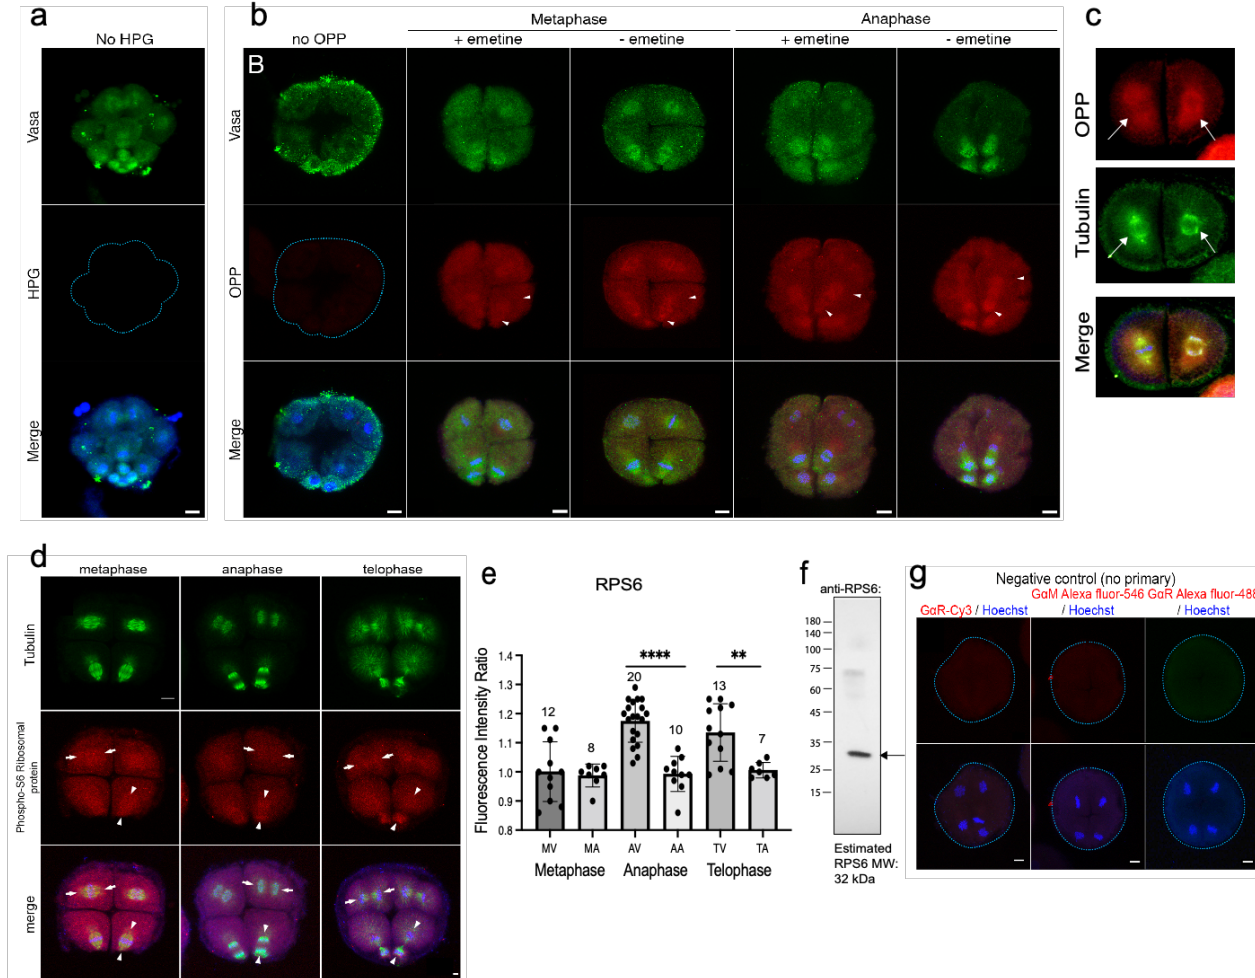 a
No HPG
Vasa
HPG
Merge
b
Metaphase
Anaphase
no OPP
+ emetine
- emetine
+ emetine
- emetine
B
Vasa
OPP
Merge
c
OPP
Tubulin
Merge
d
metaphase
anaphase
telophase
Tubulin
Phospho-S6 Ribosomal
protein
merge
e
RPS6
Fluorescence Intensity Ratio
1.4
1.3
1.2
1.1
1.0
0.9
0.8
12
8
****
20
10
**
13
7
MV
MA
AV
AA
TV
TA
Metaphase
Anaphase
Telophase
f
anti-RPS6:
180
140
100
75
60
45
35
25
15
Estimated
RPS6 MW:
32 kDa
g
Negative control (no primary)
GαR-Cy3 / Hoechst
GαM Alexa fluor-546
/ Hoechst
GαR Alexa fluor-488
/ Hoechst